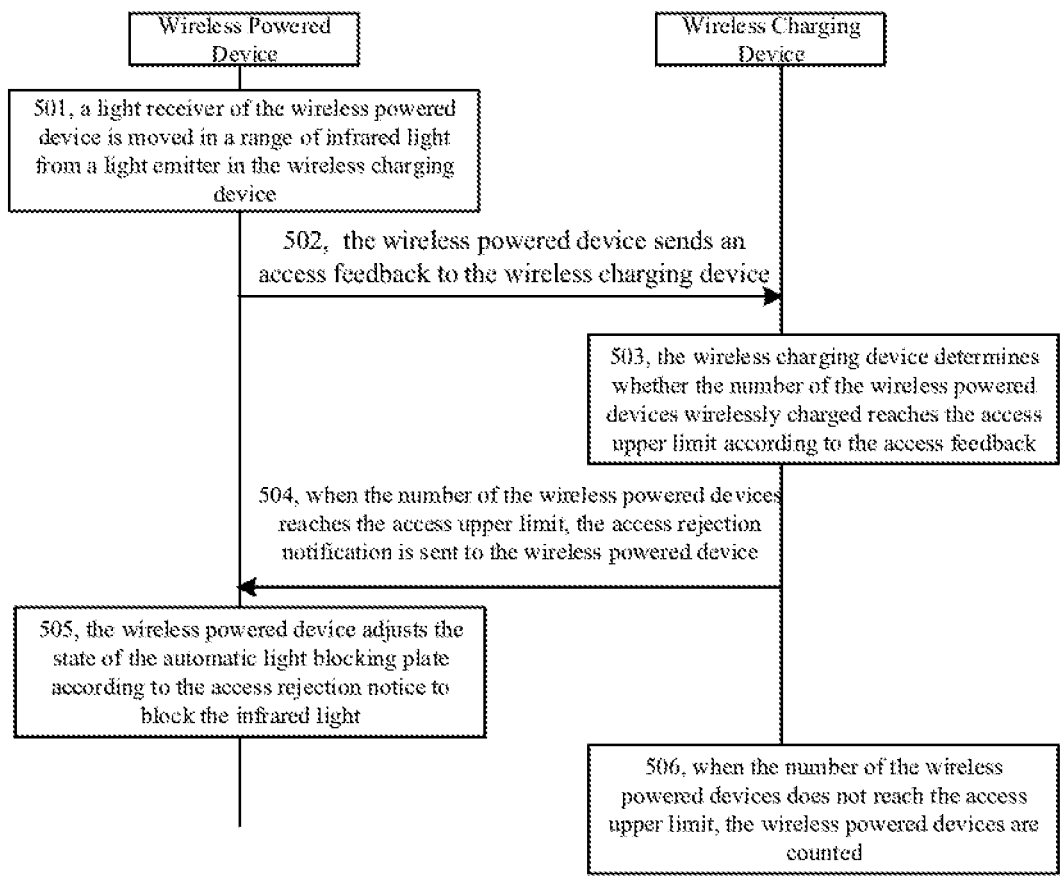 Wireless Powered
Device
Wireless Charging
Device
501, a light receiver of the wireless powered
device is moved in a range of infrared light
from a light emitter in the wireless charging
device
502, the wireless powered device sends an
access feedback to the wireless charging device
503, the wireless charging device determines
whether the number of the wireless powered
devices wirelessly charged reaches the access
upper limit according to the access feedback
504, when the number of the wireless powered devices
reaches the access upper limit, the access rejection
notification is sent to the wireless powered device
505, the wireless powered device adjusts the
state of the automatic light blocking plate
according to the access rejection notice to
block the infrared light
506, when the number of the wireless
powered devices does not reach the access
upper limit, the wireless powered devices are
counted